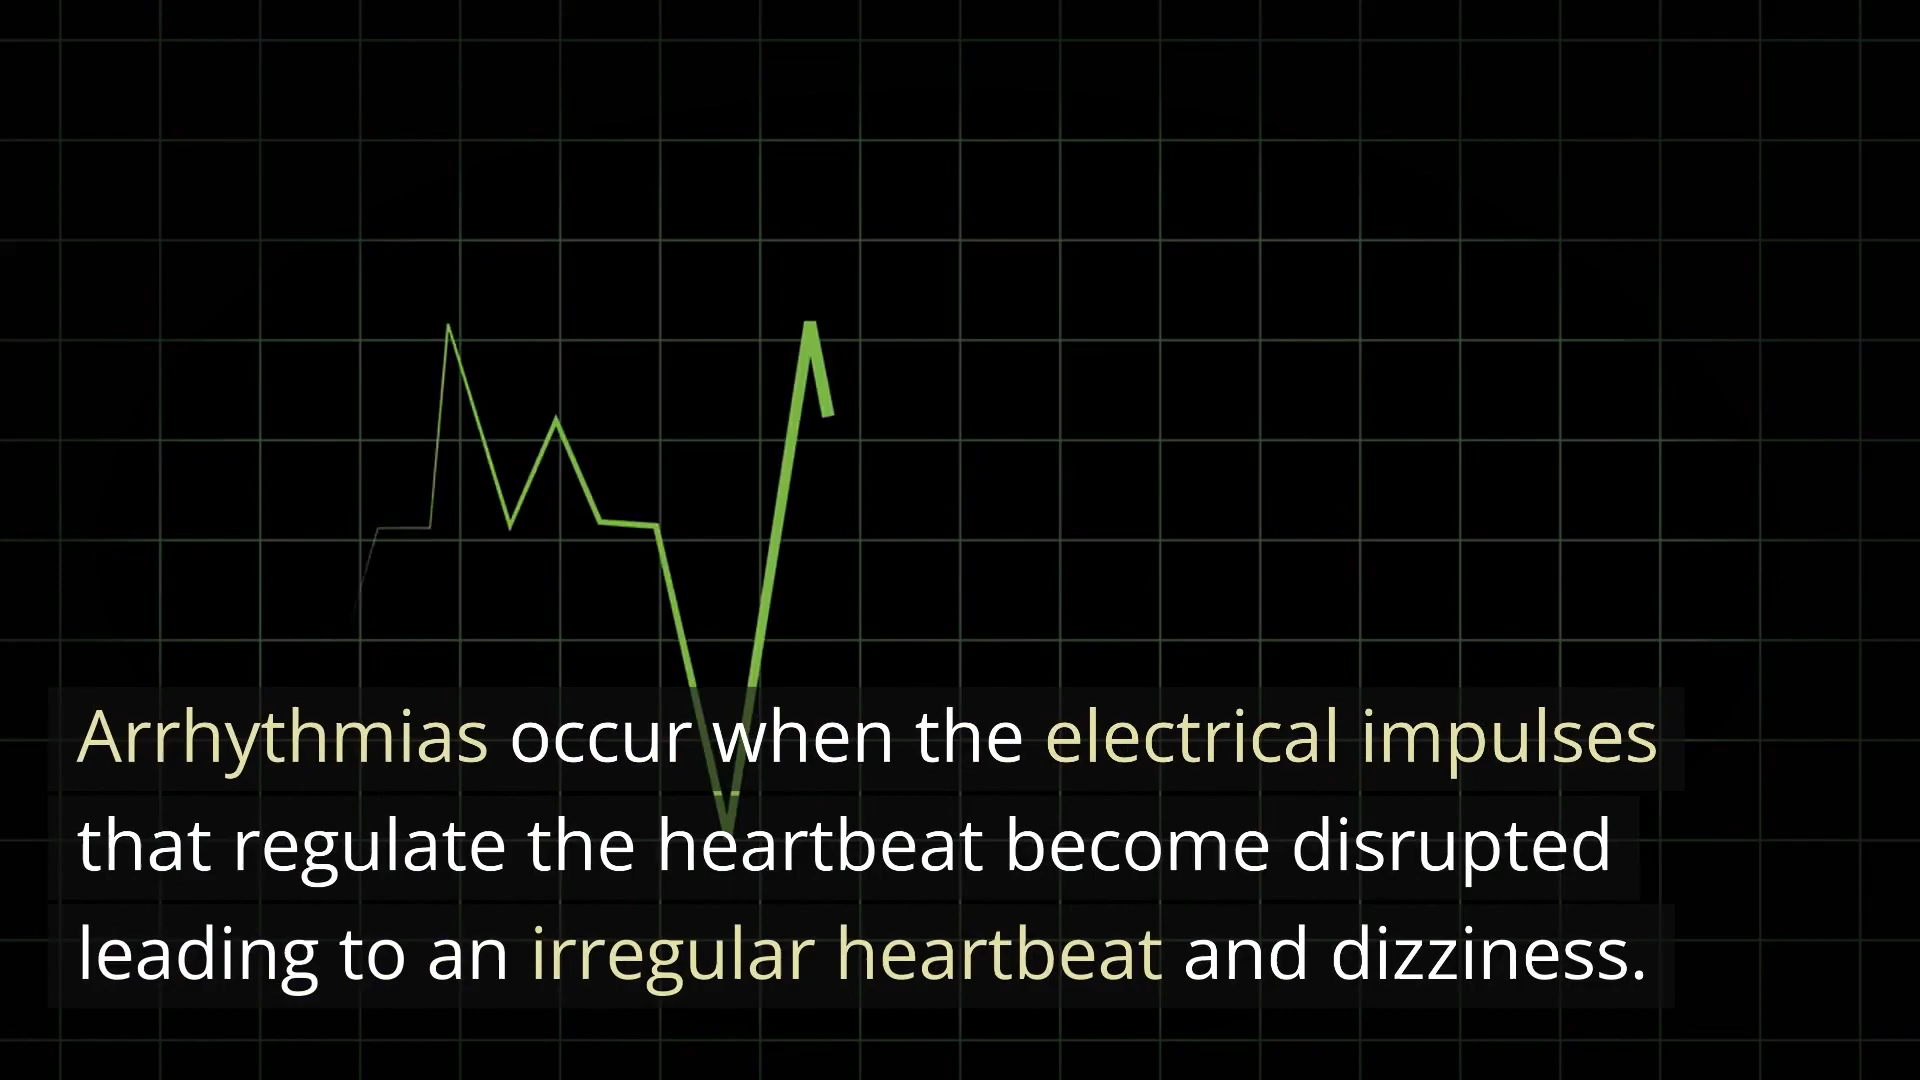 Arrhythmias occur when the electrical impulses
that regulate the heartbeat become disrupted
leading to an irregular heartbeat and dizziness.